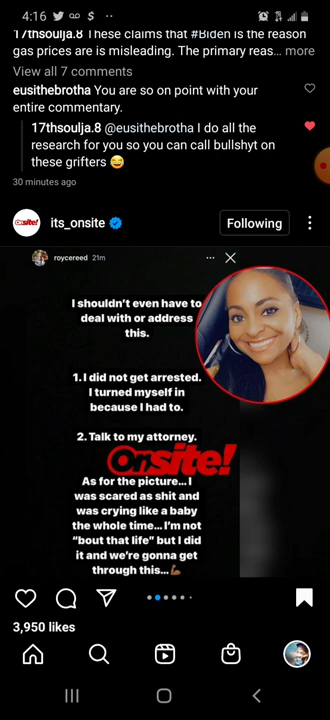 4:16
17thsoulja.8 These claims that #Biden is the reason
gas prices are is misleading. The primary reas... more
View all 7 comments
eusithebrotha You are so on point with your
entire commentary.
17thsoulja.8 @eusithebrotha I do all the
research for you so you can call bullshyt on
these grifters 😅
30 minutes ago
Onsite!
its_onsite
Following
roycereed 21m
I shouldn't even have to
deal with or address
this.
1. I did not get arrested.
I turned myself in
because I had to.
2. Talk to my attorney.
Onsite!
As for the picture... I
was scared as shit and
was crying like a baby
the whole time... I'm not
"bout that life" but I did
it and we're gonna get
through this...💪🏾
3,950 likes